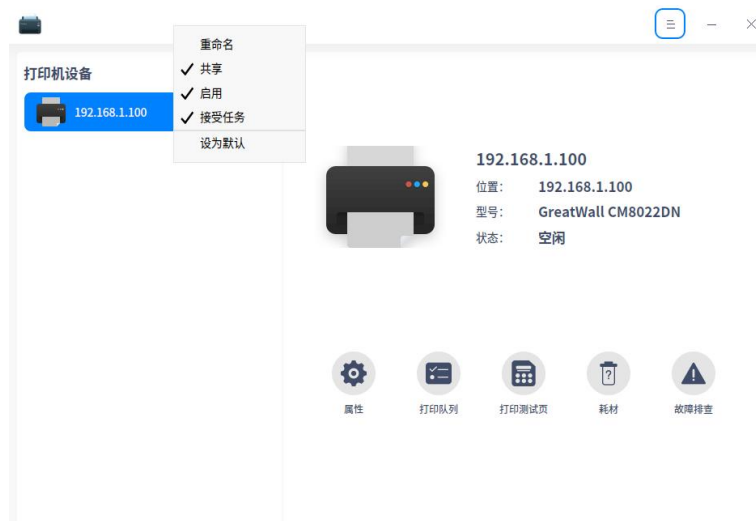 重命名
共享
启用
接受任务
设为默认
打印机设备
192.168.1.100
192.168.1.100
位置： 192.168.1.100
型号： GreatWall CM8022DN
状态： 空闲
属性 打印队列 打印测试页 耗材 故障排查